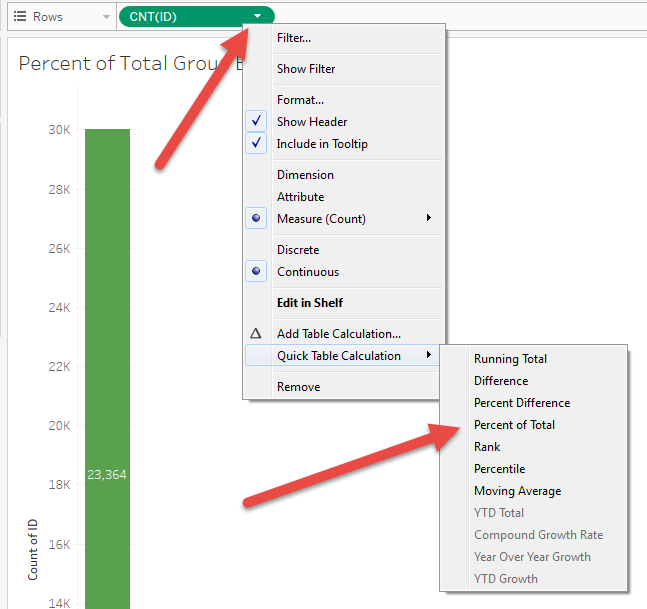 Rows
CNT(ID)
Percent of Total Grou
Filter...
Show Filter
Format...
Show Header
Include in Tooltip
Dimension
Attribute
Measure (Count)
Discrete
Continuous
Edit in Shelf
Add Table Calculation...
Quick Table Calculation
Remove
Running Total
Difference
Percent Difference
Percent of Total
Rank
Percentile
Moving Average
YTD Total
Compound Growth Rate
Year Over Year Growth
YTD Growth
30K
28K
26K
24K
22K
20K
18K
16K
14K
23,364
Count of ID